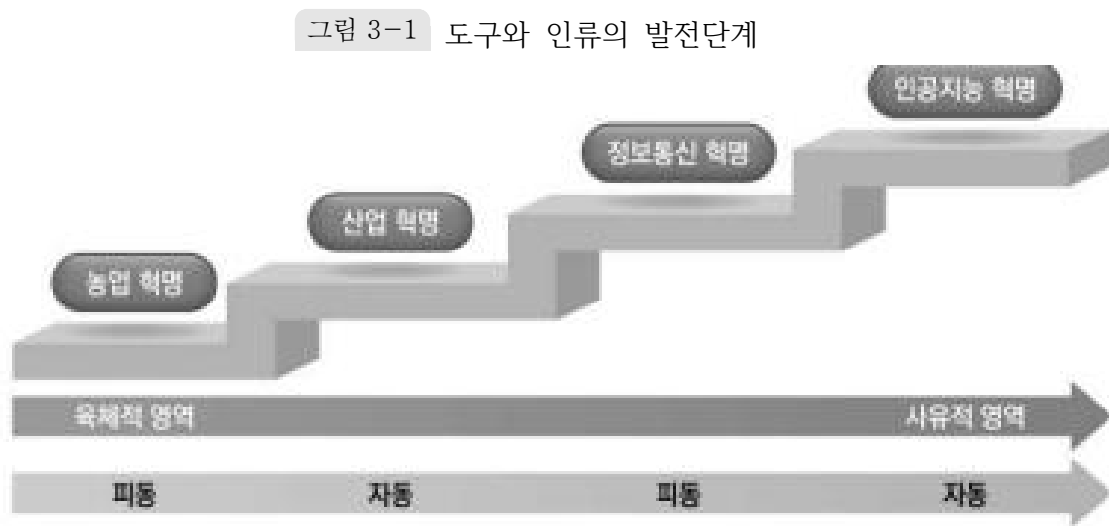 그림 3-1 도구와 인류의 발전단계
인공지능 혁명
정보통신 혁명
산업 혁명
농업 혁명
육체적 영역 사유적 영역
피동 자동 피동 자동